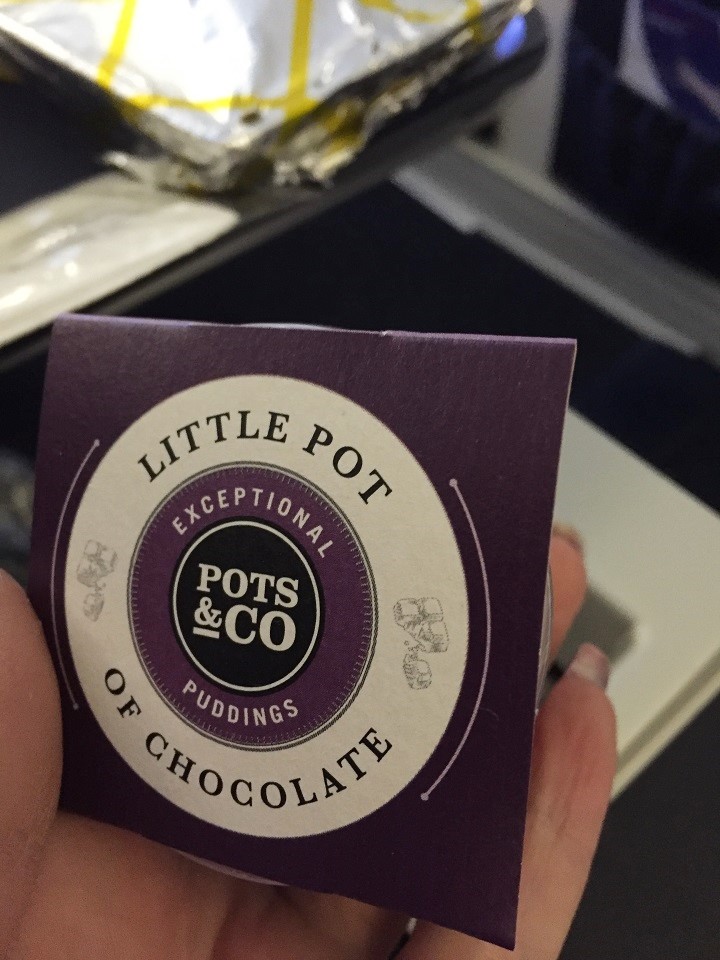 LITTLE POT
EXCEPTIONAL
POTS
&CO
PUDDINGS
OF CHOCOLATE